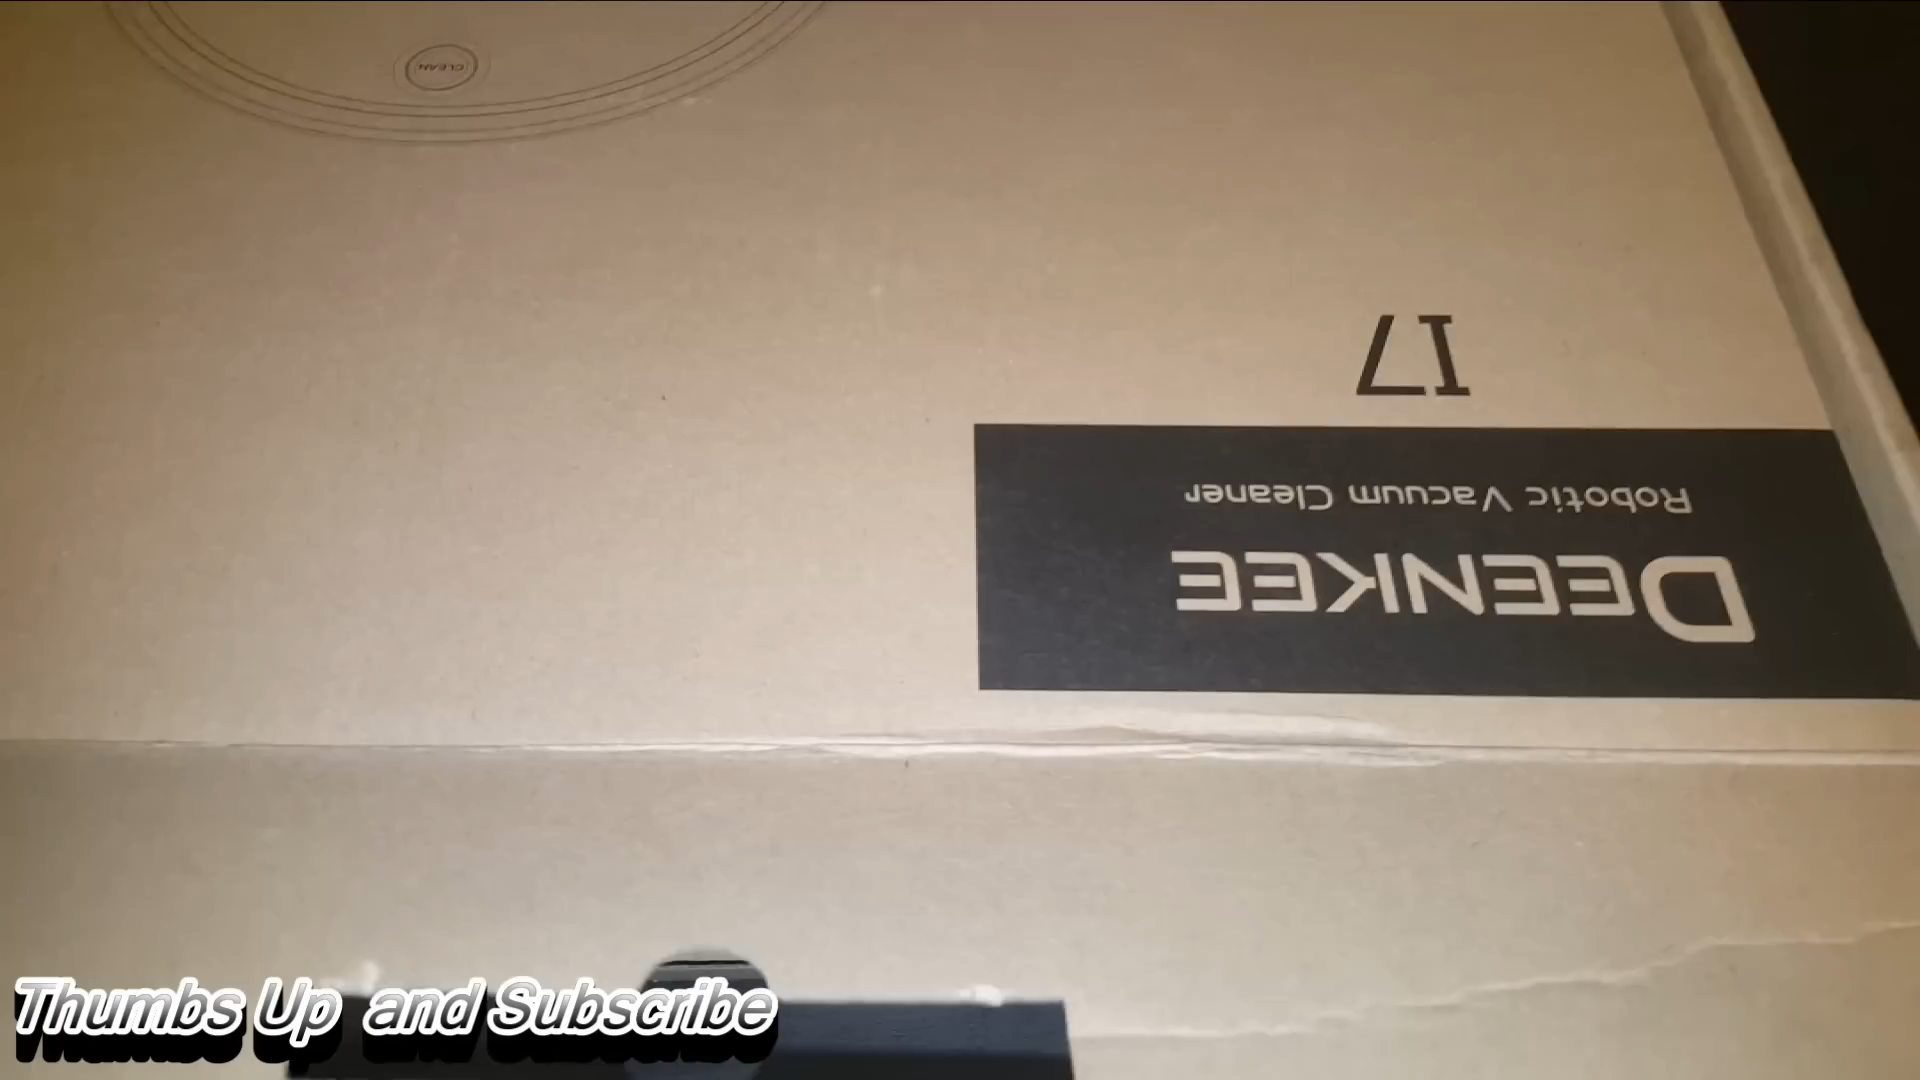 CLEAN
I7
Robotic Vacuum Cleaner
DEENKEE
Thumbs Up and Subscribe